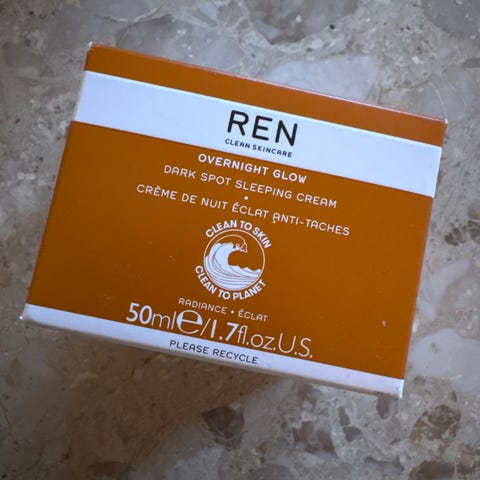 REN
CLEAN SKINCARE
OVERNIGHT GLOW
DARK SPOT SLEEPING CREAM
•
CRÈME DE NUIT ÉCLAT ANTI-TACHES
CLEAN TO SKIN
CLEAN TO PLANET
RADIANCE • ÉCLAT
50ml℮/1.7fl.oz.U.S.
PLEASE RECYCLE